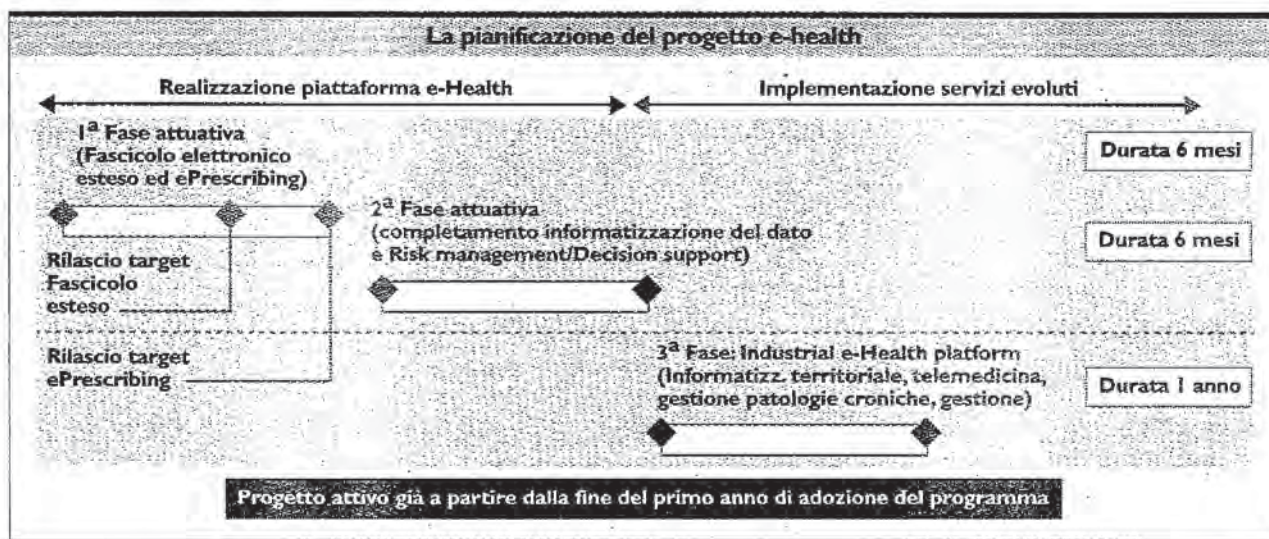 La pianificazione del progetto e-health
Realizzazione piattaforma e-Health
Implementazione servizi evoluti
1ª Fase attuativa
(Fascicolo elettronico
esteso ed ePrescribing)
Durata 6 mesi
2ª Fase attuativa
(completamento informatizzazione del dato
e Risk management/Decision support)
Durata 6 mesi
Rilascio target
Fascicolo
esteso
Rilascio target
ePrescribing
3ª Fase: Industrial e-Health platform
(Informatizz. territoriale, telemedicina,
gestione patologie croniche, gestione)
Durata 1 anno
Progetto attivo già a partire dalla fine del primo anno di adozione del programma